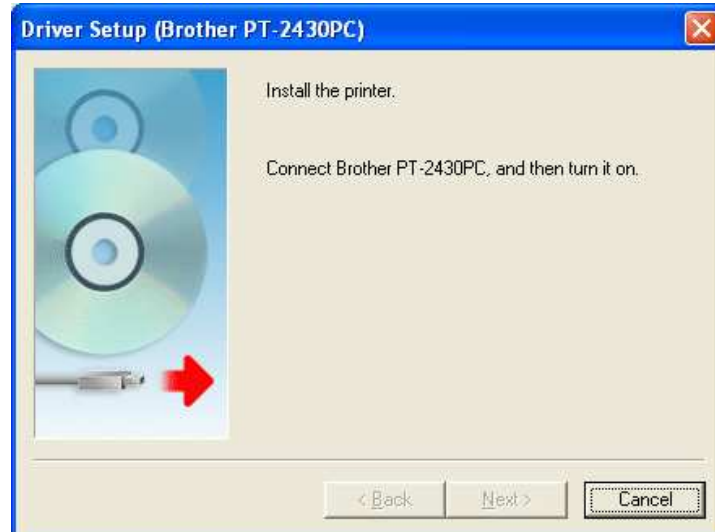 Driver Setup (Brother PT-2430PC)
Install the printer.
Connect Brother PT-2430PC, and then turn it on.
< Back Next > Cancel